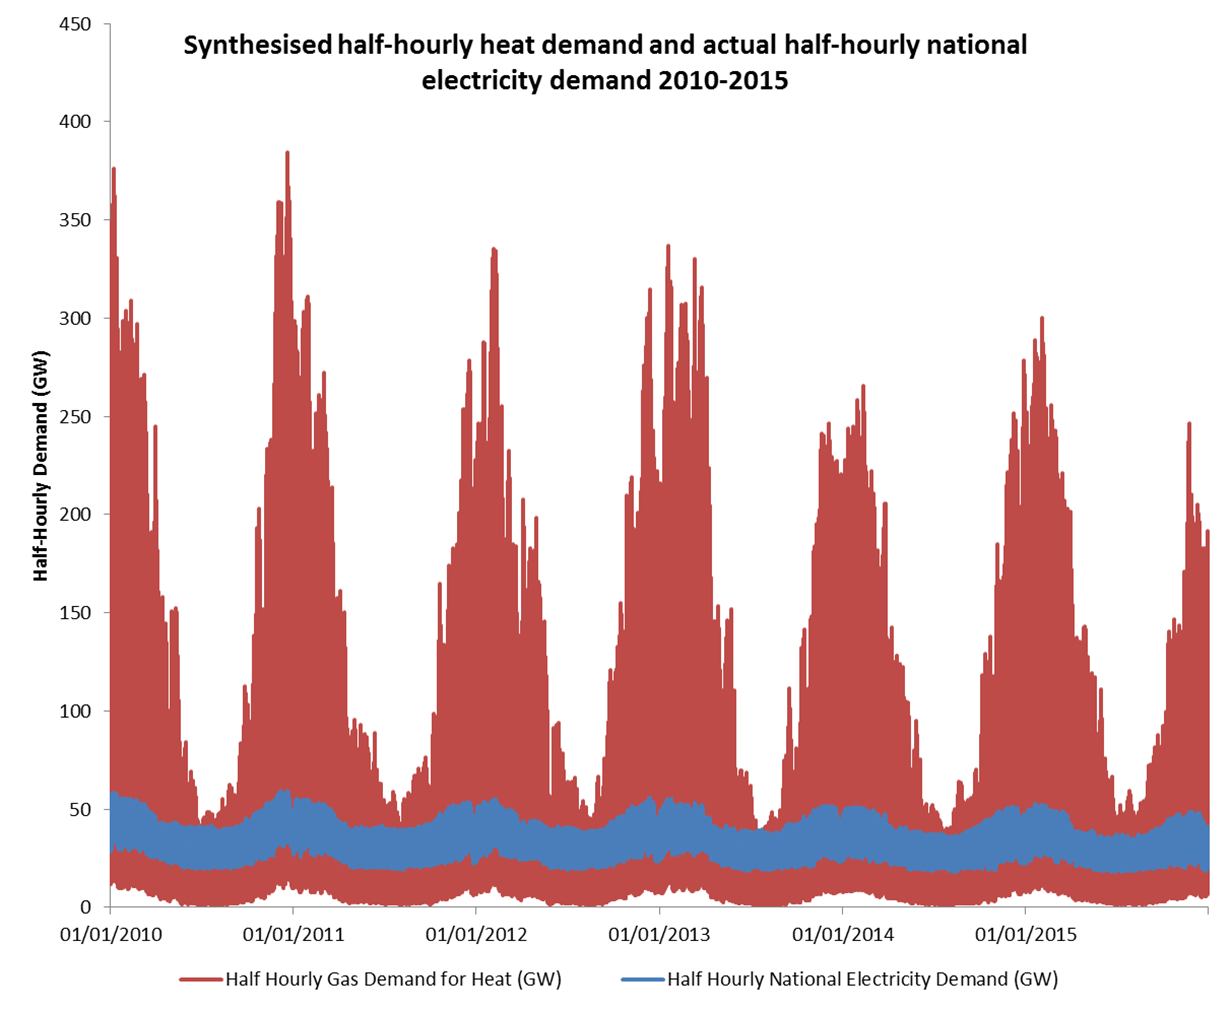 Synthesised half-hourly heat demand and actual half-hourly national
electricity demand 2010-2015
Half-Hourly Demand (GW)
450
400
350
300
250
200
150
100
50
0
01/01/2010 01/01/2011 01/01/2012 01/01/2013 01/01/2014 01/01/2015
Half Hourly Gas Demand for Heat (GW) Half Hourly National Electricity Demand (GW)